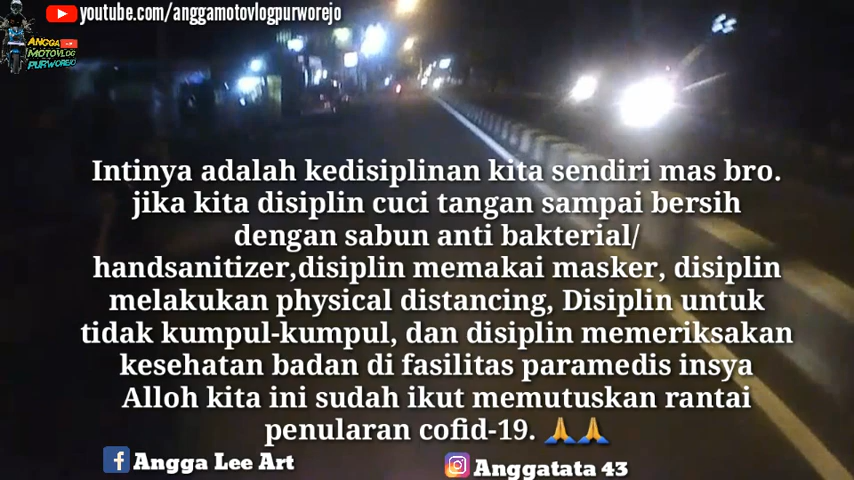 youtube.com/anggamotovlogpurworejo
ANGGA
MOTOVLOG
PURWOREJO
Intinya adalah kedisiplinan kita sendiri mas bro.
jika kita disiplin cuci tangan sampai bersih
dengan sabun anti bakterial/
handsanitizer,disiplin memakai masker, disiplin
melakukan physical distancing, Disiplin untuk
tidak kumpul-kumpul, dan disiplin memeriksakan
kesehatan badan di fasilitas paramedis insya
Alloh kita ini sudah ikut memutuskan rantai
penularan cofid-19. 🙏🙏
Angga Lee Art
Anggatata 43